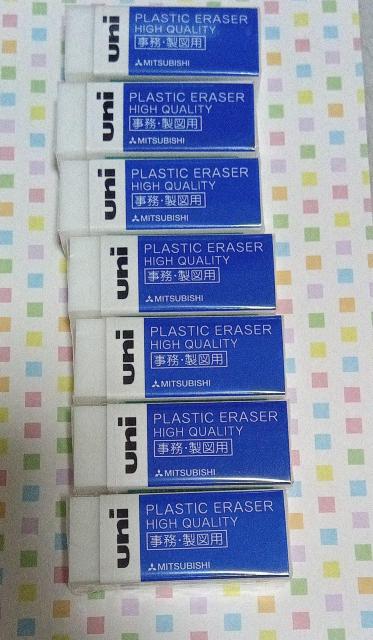 uni
PLASTIC ERASER
HIGH QUALITY
事務・製図用
MITSUBISHI
uni
PLASTIC ERASER
HIGH QUALITY
事務・製図用
MITSUBISHI
uni
PLASTIC ERASER
HIGH QUALITY
事務・製図用
MITSUBISHI
uni
PLASTIC ERASER
HIGH QUALITY
事務・製図用
MITSUBISHI
uni
PLASTIC ERASER
HIGH QUALITY
事務・製図用
MITSUBISHI
uni
PLASTIC ERASER
HIGH QUALITY
事務・製図用
MITSUBISHI
uni
PLASTIC ERASER
HIGH QUALITY
事務・製図用
MITSUBISHI